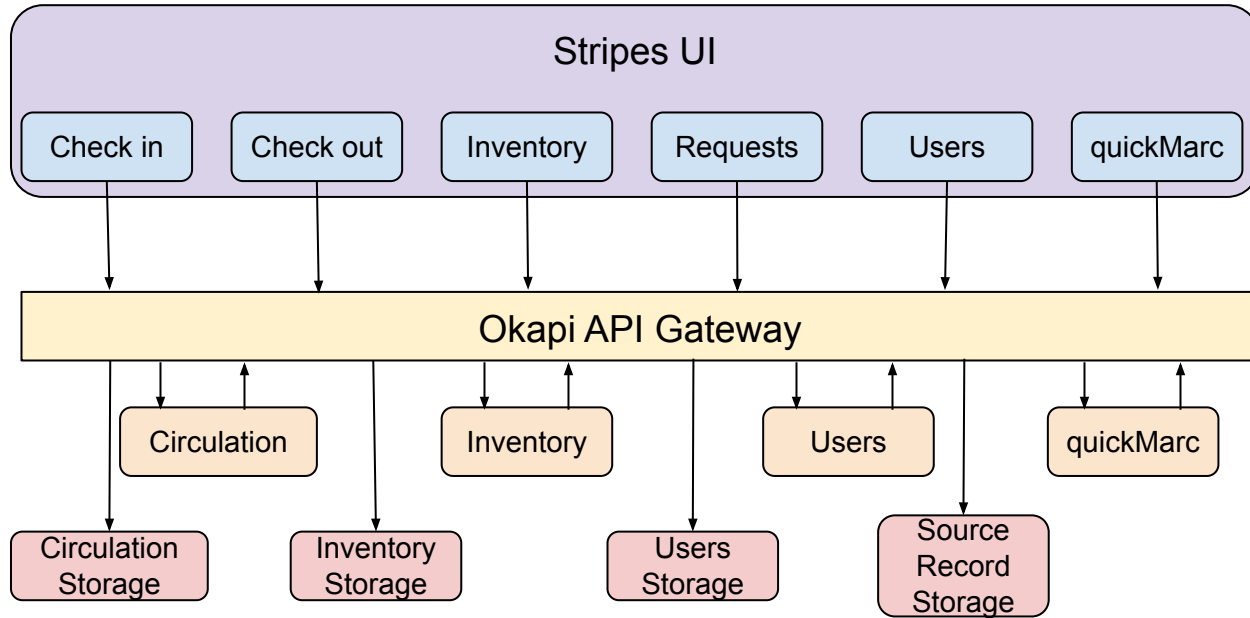 Stripes UI
Check in
Check out
Inventory
Requests
Users
quickMarc
Okapi API Gateway
Circulation
Inventory
Users
quickMarc
Circulation
Storage
Inventory
Storage
Users
Storage
Source
Record
Storage